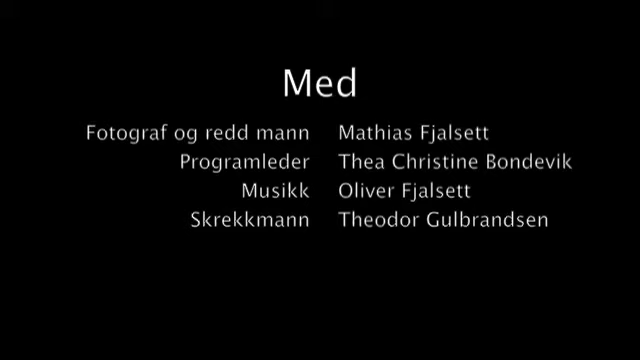 Med
Fotograf og redd mann Mathias Fjalsett
Programleder Thea Christine Bondevik
Musikk Oliver Fjalsett
Skrekkmann Theodor Gulbrandsen